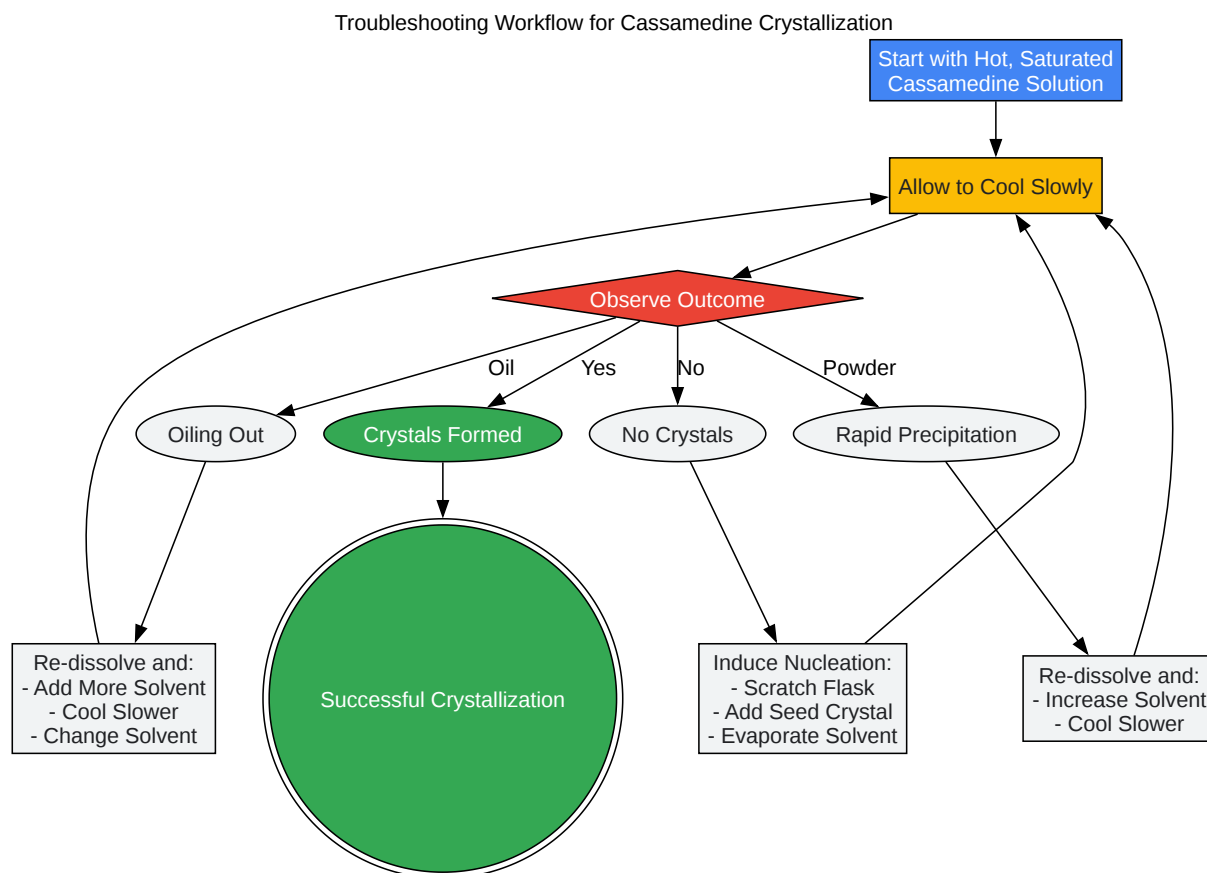 Troubleshooting Workflow for Cassamedine Crystallization
Start with Hot, Saturated
Cassamedine Solution
Allow to Cool Slowly
Observe Outcome
Oil
Yes
No
Powder
Oiling Out
Crystals Formed
No Crystals
Rapid Precipitation
Re-dissolve and:
- Add More Solvent
- Cool Slower
- Change Solvent
Successful Crystallization
Induce Nucleation:
- Scratch Flask
- Add Seed Crystal
- Evaporate Solvent
Re-dissolve and:
- Increase Solvent
- Cool Slower